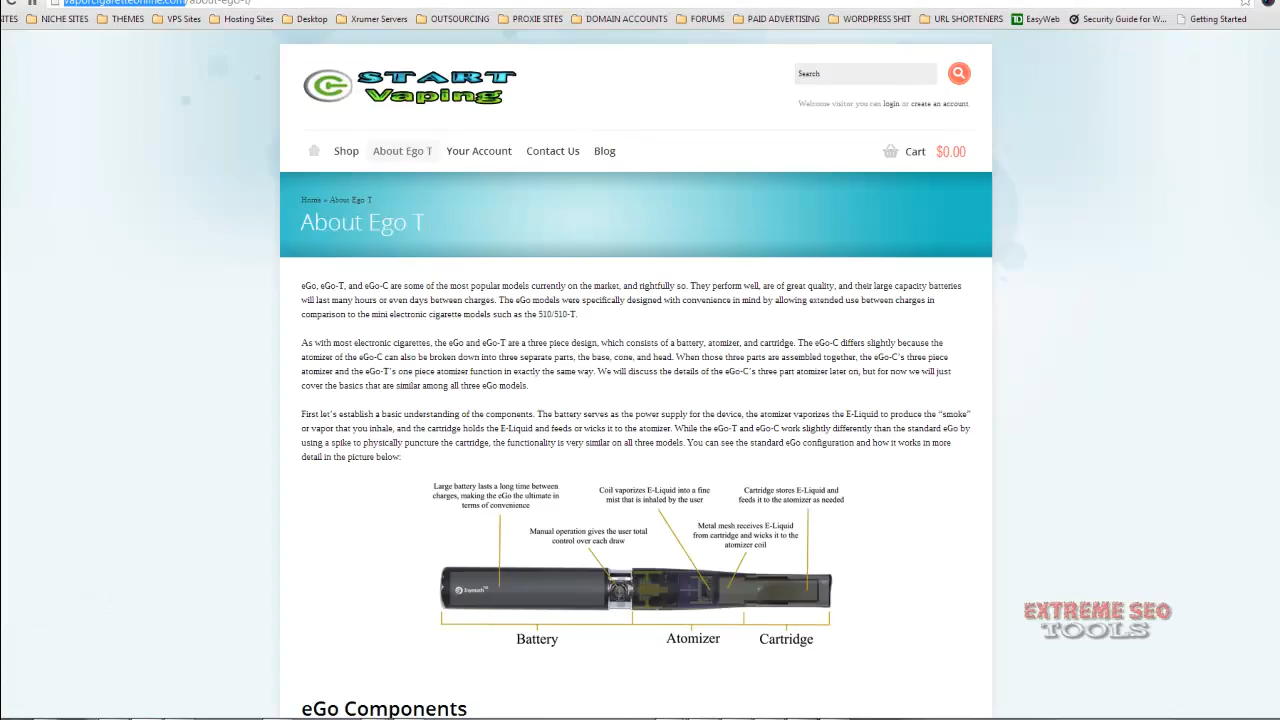 vaporcigaretteonline.com/about-ego-t/
SITES THEMES VPS Sites Hosting Sites Desktop Xrumer Servers OUTSOURCING PROXIE SITES DOMAIN ACCOUNTS FORUMS PAID ADVERTISING URL SHORTENERS TD EasyWeb Security Guide for W... Getting Started
START
Vaping
Search
Welcome visitor you can login or create an account.
Shop About Ego T Your Account Contact Us Blog Cart $0.00
Home » About Ego T
About Ego T
eGo, eGo-T, and eGo-C are some of the most popular models currently on the market, and rightfully so. They perform well, are of great quality, and their large capacity batteries
will last many hours or even days between charges. The eGo models were specifically designed with convenience in mind by allowing extended use between charges in
comparison to the mini electronic cigarette models such as the 510/510-T.
As with most electronic cigarettes, the eGo and eGo-T are a three piece design, which consists of a battery, atomizer, and cartridge. The eGo-C differs slightly because the
atomizer of the eGo-C can also be broken down into three separate parts, the base, cone, and head. When those three parts are assembled together, the eGo-C's three piece
atomizer and the eGo-T's one piece atomizer function in exactly the same way. We will discuss the details of the eGo-C's three part atomizer later on, but for now we will just
cover the basics that are similar among all three eGo models.
First let's establish a basic understanding of the components. The battery serves as the power supply for the device, the atomizer vaporizes the E-Liquid to produce the “smoke”
or vapor that you inhale, and the cartridge holds the E-Liquid and feeds or wicks it to the atomizer. While the eGo-T and eGo-C work slightly differently than the standard eGo by
using a spike to physically puncture the cartridge, the functionality is very similar on all three models. You can see the standard eGo configuration and how it works in more
detail in the picture below:
Large battery lasts a long time between
charges, making the eGo the ultimate in
terms of convenience
Coil vaporizes E-Liquid into a fine
mist that is inhaled by the user
Cartridge stores E-Liquid and
feeds it to the atomizer as needed
Manual operation gives the user total
control over each draw
Metal mesh receives E-Liquid
from cartridge and wicks it to the
atomizer coil
Joyetech™
Battery Atomizer Cartridge
EXTREME SEO
TOOLS
eGo Components